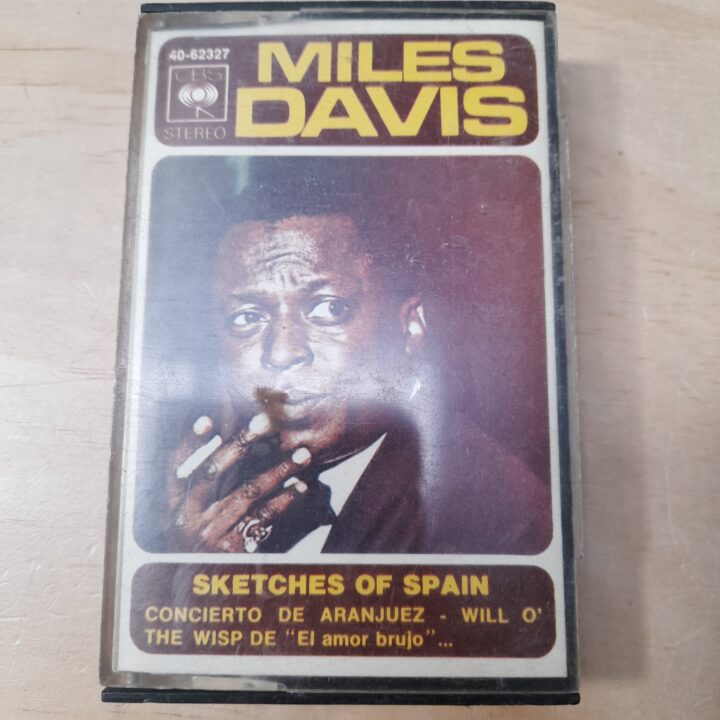 40-62327
CBS
STEREO
MILES
DAVIS
SKETCHES OF SPAIN
CONCIERTO DE ARANJUEZ - WILL O'
THE WISP DE "El amor brujo"...